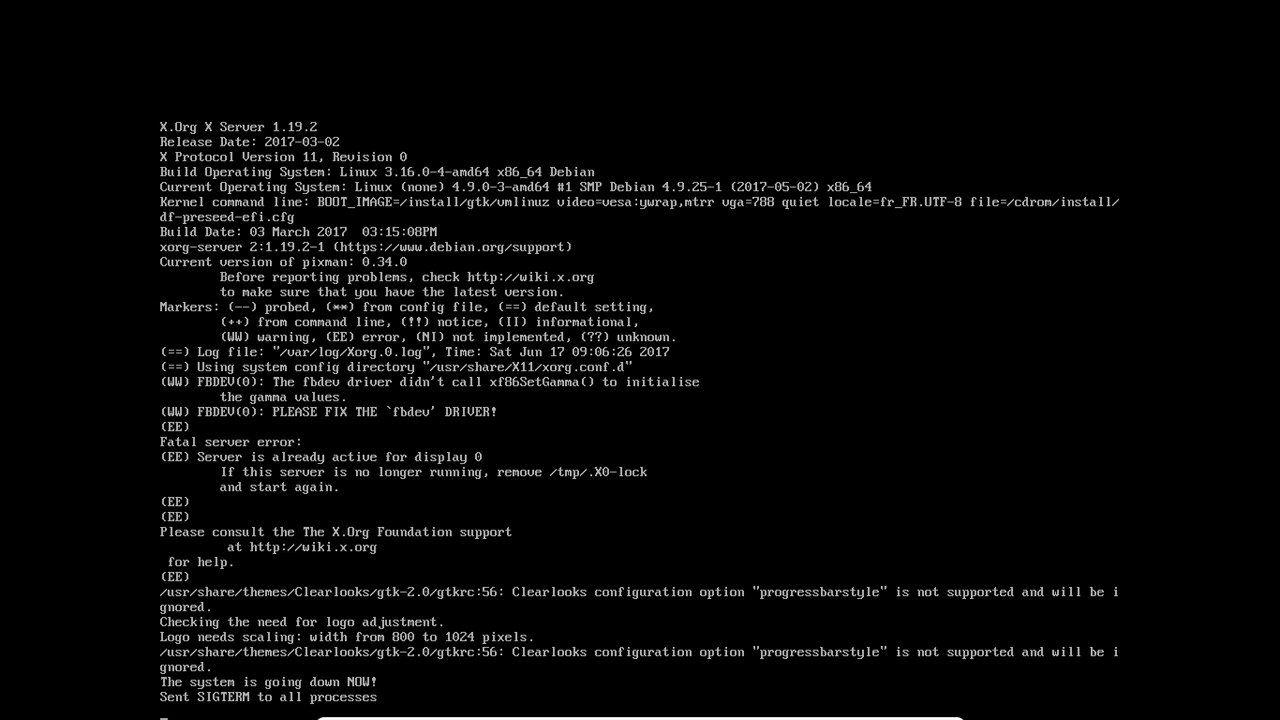 X.Org X Server 1.19.2
Release Date: 2017-03-02
X Protocol Version 11, Revision 0
Build Operating System: Linux 3.16.0-4-amd64 x86_64 Debian
Current Operating System: Linux (none) 4.9.0-3-amd64 #1 SMP Debian 4.9.25-1 (2017-05-02) x86_64
Kernel command line: BOOT_IMAGE=/install/gtk/vmlinuz video=vesa:ywrap,mtrr vga=788 quiet locale=fr_FR.UTF-8 file=/cdrom/install/
df-preseed-efi.cfg
Build Date: 03 March 2017  03:15:08PM
xorg-server 2:1.19.2-1 (https://www.debian.org/support)
Current version of pixman: 0.34.0
        Before reporting problems, check http://wiki.x.org
        to make sure that you have the latest version.
Markers: (--) probed, (**) from config file, (==) default setting,
        (++) from command line, (!!) notice, (II) informational,
        (WW) warning, (EE) error, (NI) not implemented, (??) unknown.
(==) Log file: "/var/log/Xorg.0.log", Time: Sat Jun 17 09:06:26 2017
(==) Using system config directory "/usr/share/X11/xorg.conf.d"
(WW) FBDEV(0): The fbdev driver didn't call xf86SetGamma() to initialise
        the gamma values.
(WW) FBDEV(0): PLEASE FIX THE `fbdev' DRIVER!
(EE)
Fatal server error:
(EE) Server is already active for display 0
        If this server is no longer running, remove /tmp/.X0-lock
        and start again.
(EE)
(EE)
Please consult the The X.Org Foundation support
         at http://wiki.x.org
 for help.
(EE)
/usr/share/themes/Clearlooks/gtk-2.0/gtkrc:56: Clearlooks configuration option "progressbarstyle" is not supported and will be i
gnored.
Checking the need for logo adjustment.
Logo needs scaling: width from 800 to 1024 pixels.
/usr/share/themes/Clearlooks/gtk-2.0/gtkrc:56: Clearlooks configuration option "progressbarstyle" is not supported and will be i
gnored.
The system is going down NOW!
Sent SIGTERM to all processes